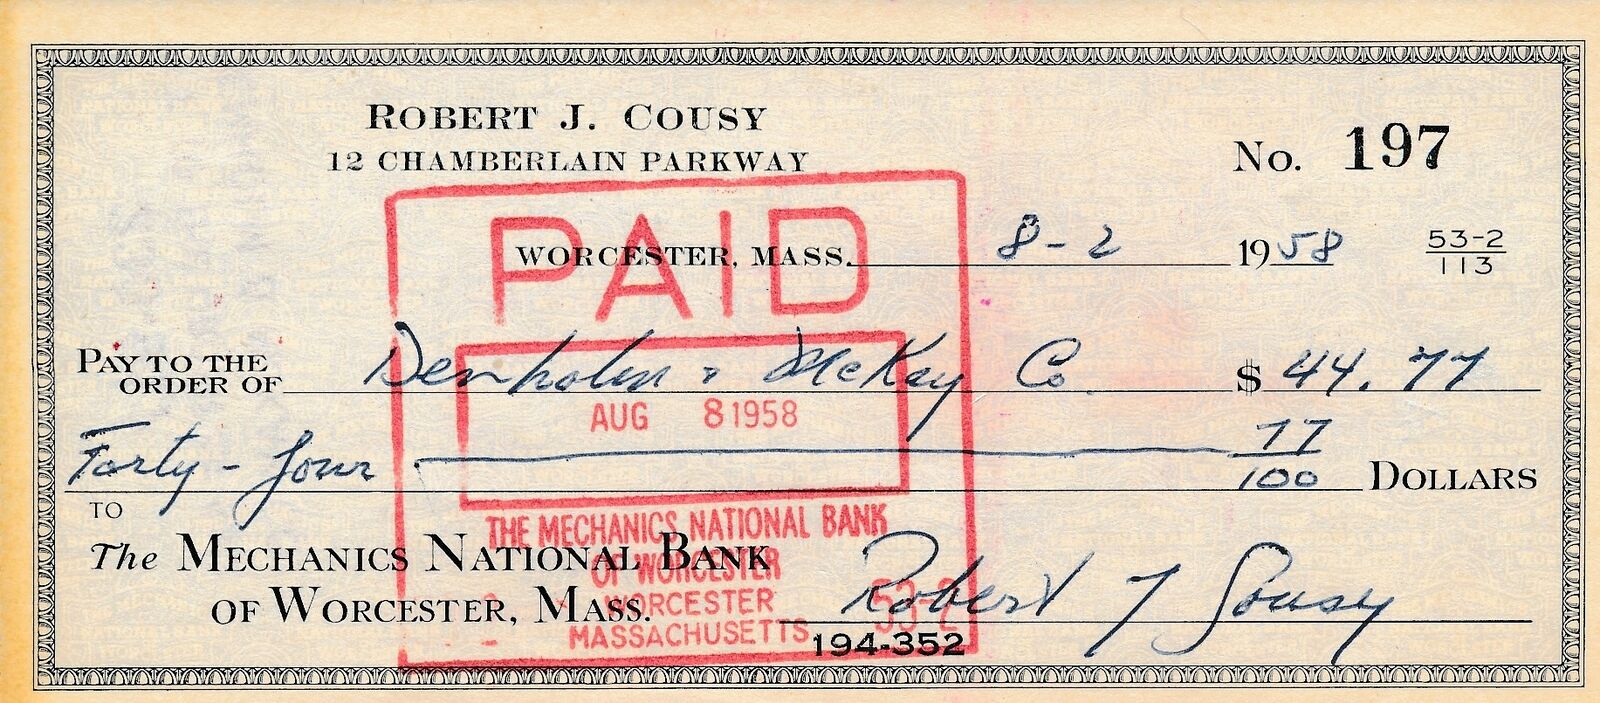 ROBERT J. COUSY
12 CHAMBERLAIN PARKWAY
No. 197
PAID
WORCESTER, MASS. 8-2 1958
53-2
113
PAY TO THE
ORDER OF Denholm & McKay Co $ 44.77
AUG 8 1958
Forty-four 77
100 DOLLARS
TO
The MECHANICS NATIONAL BANK
OF WORCESTER, MASS.
THE MECHANICS NATIONAL BANK
OF WORCESTER
WORCESTER 53-2
MASSACHUSETTS
Robert J Cousy
194-352